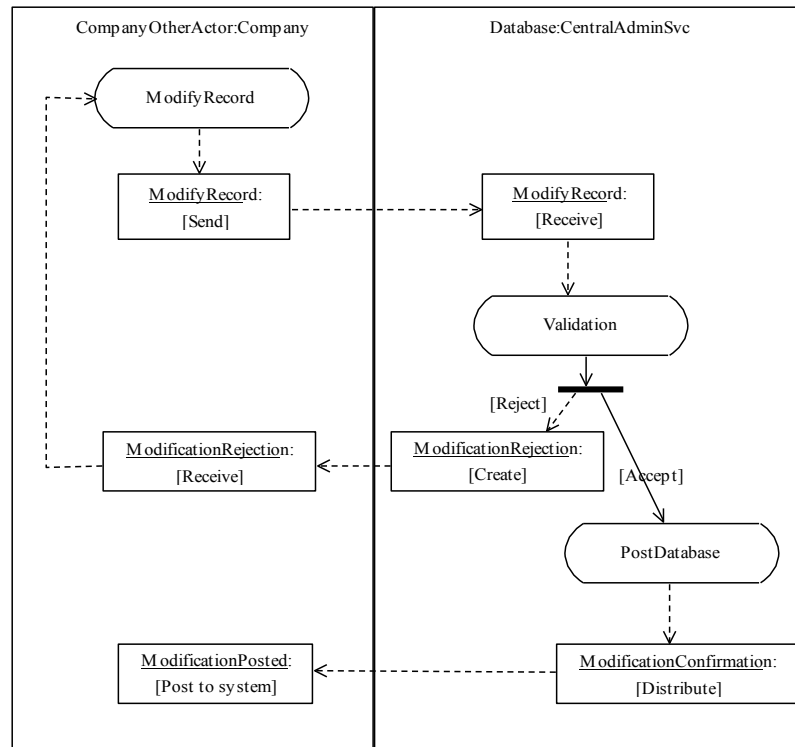 CompanyOtherActor:Company
Database:CentralAdminSvc
ModifyRecord
ModifyRecord:
[Send]
ModifyRecord:
[Receive]
Validation
[Reject]
ModificationRejection:
[Receive]
ModificationRejection:
[Create]
[Accept]
PostDatabase
ModificationPosted:
[Post to system]
ModificationConfirmation:
[Distribute]